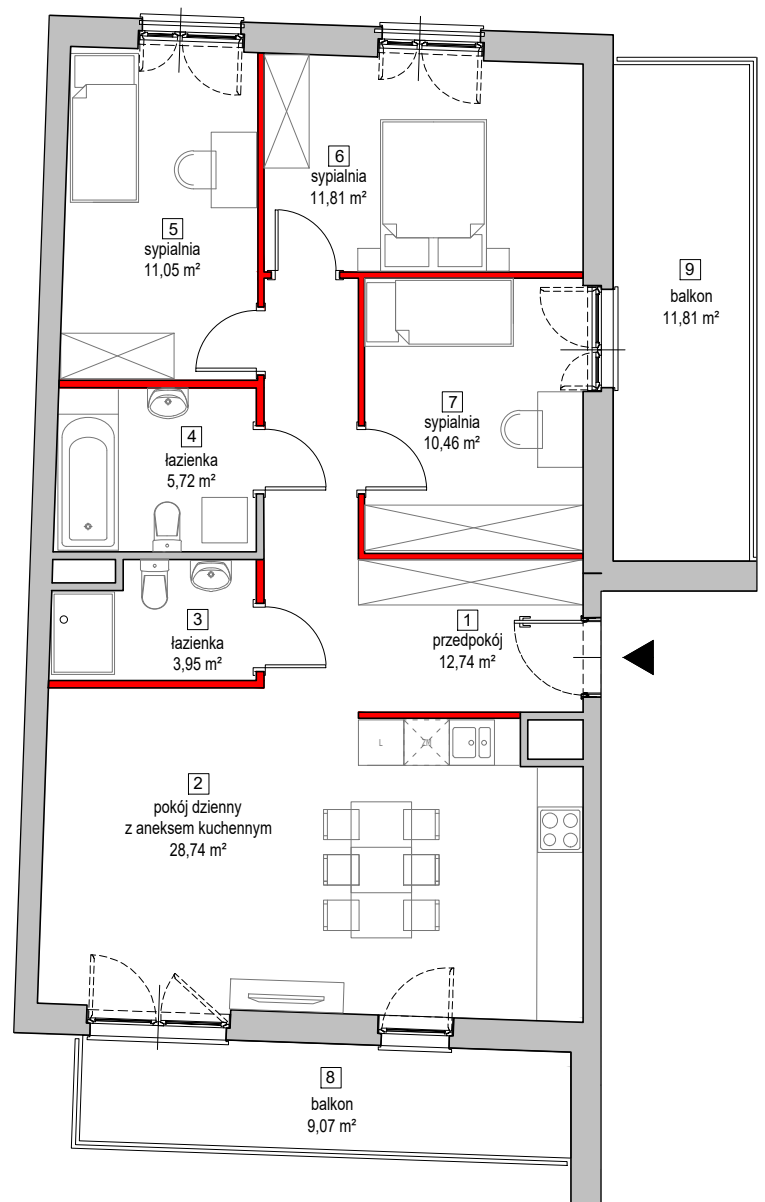 6
sypialnia
11,81 m²
5
sypialnia
11,05 m²
9
balkon
11,81 m²
7
sypialnia
10,46 m²
4
łazienka
5,72 m²
3
łazienka
3,95 m²
1
przedpokój
12,74 m²
L
ZM
2
pokój dzienny
z aneksem kuchennym
28,74 m²
8
balkon
9,07 m²